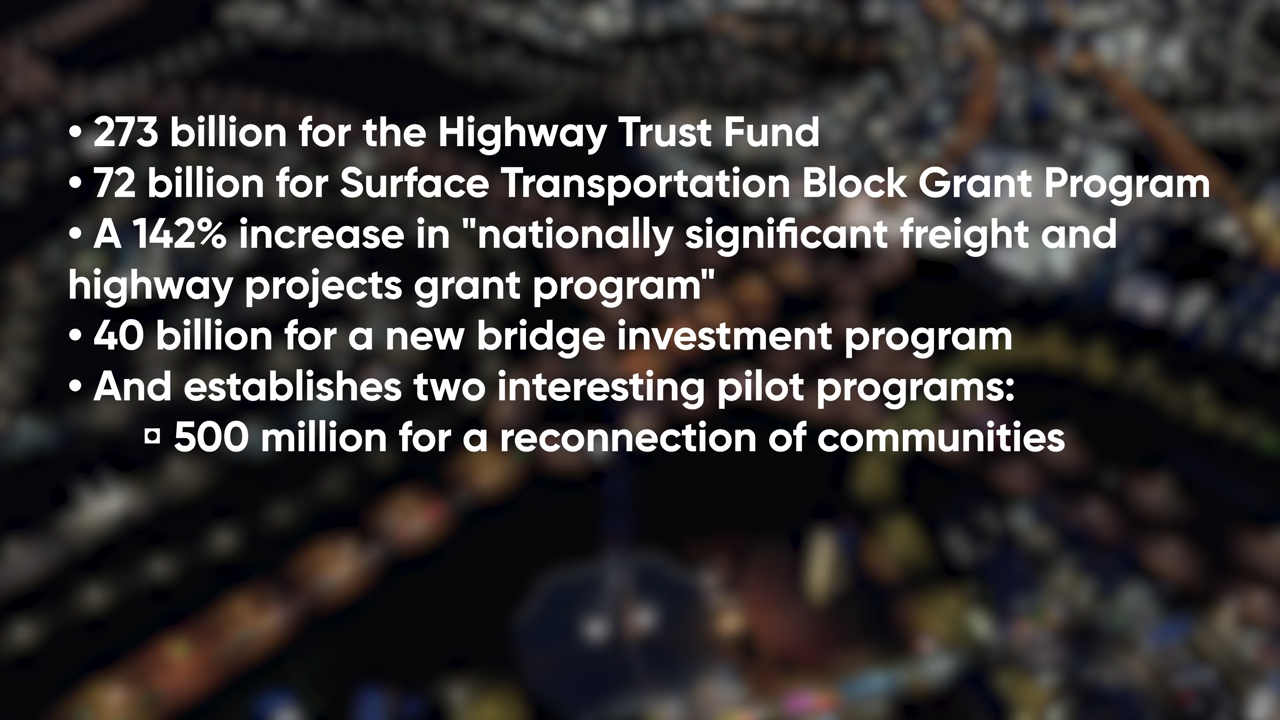 • 273 billion for the Highway Trust Fund
• 72 billion for Surface Transportation Block Grant Program
• A 142% increase in "nationally significant freight and
highway projects grant program"
• 40 billion for a new bridge investment program
• And establishes two interesting pilot programs:
¤ 500 million for a reconnection of communities